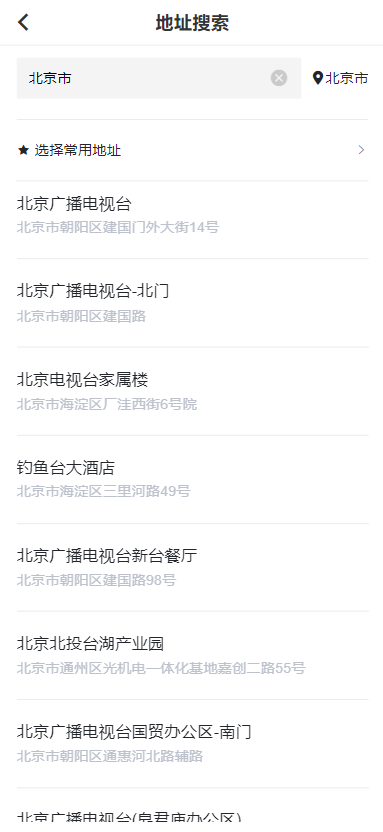 地址搜索
北京市
北京市
选择常用地址
北京广播电视台
北京市朝阳区建国门外大街14号
北京广播电视台-北门
北京市朝阳区建国路
北京电视台家属楼
北京市海淀区厂洼西街6号院
钓鱼台大酒店
北京市海淀区三里河路49号
北京广播电视台新台餐厅
北京市朝阳区建国路98号
北京北投台湖产业园
北京市通州区光机电一体化基地嘉创二路55号
北京广播电视台国贸办公区-南门
北京市朝阳区通惠河北路辅路
北京广播电视台(皂君庙办公区)